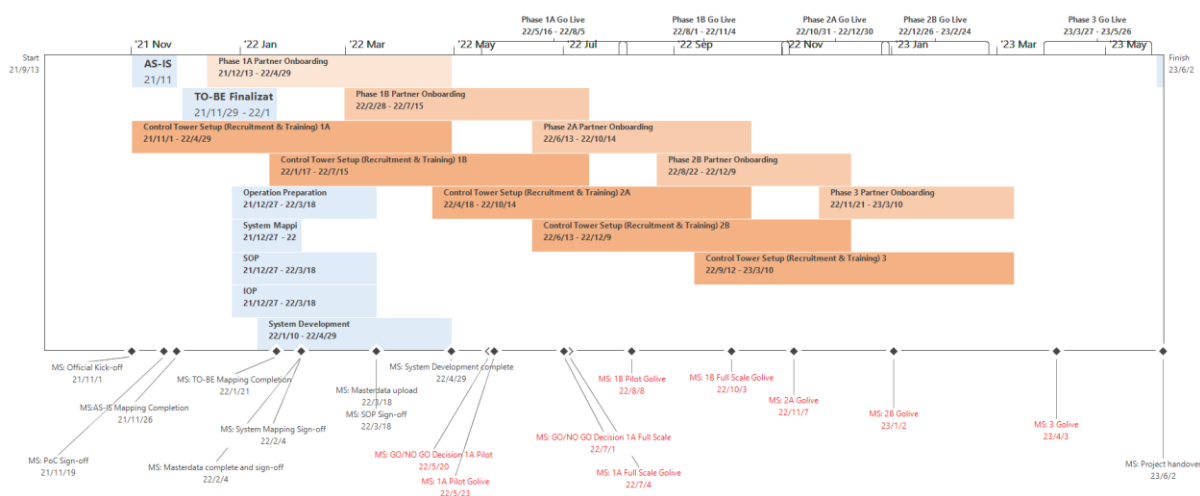 Phase 1A Go Live
22/5/16 - 22/8/5
Phase 1B Go Live
22/8/1 - 22/11/4
Phase 2A Go Live
22/10/31 - 22/12/30
Phase 2B Go Live
22/12/26 - 23/2/24
Phase 3 Go Live
23/3/27 - 23/5/26
'21 Nov
'22 Jan
'22 Mar
'22 May
'22 Jul
'22 Sep
'22 Nov
'23 Jan
'23 Mar
'23 May
Start
21/9/13
Finish
23/6/2
AS-IS
21/11
Phase 1A Partner Onboarding
21/12/13 - 22/4/29
TO-BE Finalizat
21/11/29 - 22/1
Phase 1B Partner Onboarding
22/2/28 - 22/7/15
Control Tower Setup (Recruitment & Training) 1A
21/11/1 - 22/4/29
Phase 2A Partner Onboarding
22/6/13 - 22/10/14
Control Tower Setup (Recruitment & Training) 1B
22/1/17 - 22/7/15
Phase 2B Partner Onboarding
22/8/22 - 22/12/9
Operation Preparation
21/12/27 - 22/3/18
Control Tower Setup (Recruitment & Training) 2A
22/4/18 - 22/10/14
Phase 3 Partner Onboarding
22/11/21 - 23/3/10
System Mappi
21/12/27 - 22
Control Tower Setup (Recruitment & Training) 2B
22/6/13 - 22/12/9
SOP
21/12/27 - 22/3/18
Control Tower Setup (Recruitment & Training) 3
22/9/12 - 23/3/10
IOP
21/12/27 - 22/3/18
System Development
22/1/10 - 22/4/29
MS: Official Kick-off
21/11/1
MS: TO-BE Mapping Completion
22/1/21
MS: System Development complete
22/4/29
MS: Masterdata upload
22/3/18
MS: 1B Pilot Golive
22/8/8
MS: 1B Full Scale Golive
22/10/3
MS:AS-IS Mapping Completion
21/11/26
MS: SOP Sign-off
22/3/18
MS: 2A Golive
22/11/7
MS: 2B Golive
23/1/2
MS: System Mapping Sign-off
22/2/4
MS: 3 Golive
23/4/3
MS: GO/NO GO Decision 1A Full Scale
22/7/1
MS: PoC Sign-off
21/11/19
MS: Masterdata complete and sign-off
22/2/4
MS: GO/NO GO Decision 1A Pilot
22/5/20
MS: 1A Pilot Golive
22/5/23
MS: 1A Full Scale Golive
22/7/4
MS: Project handover
23/6/2